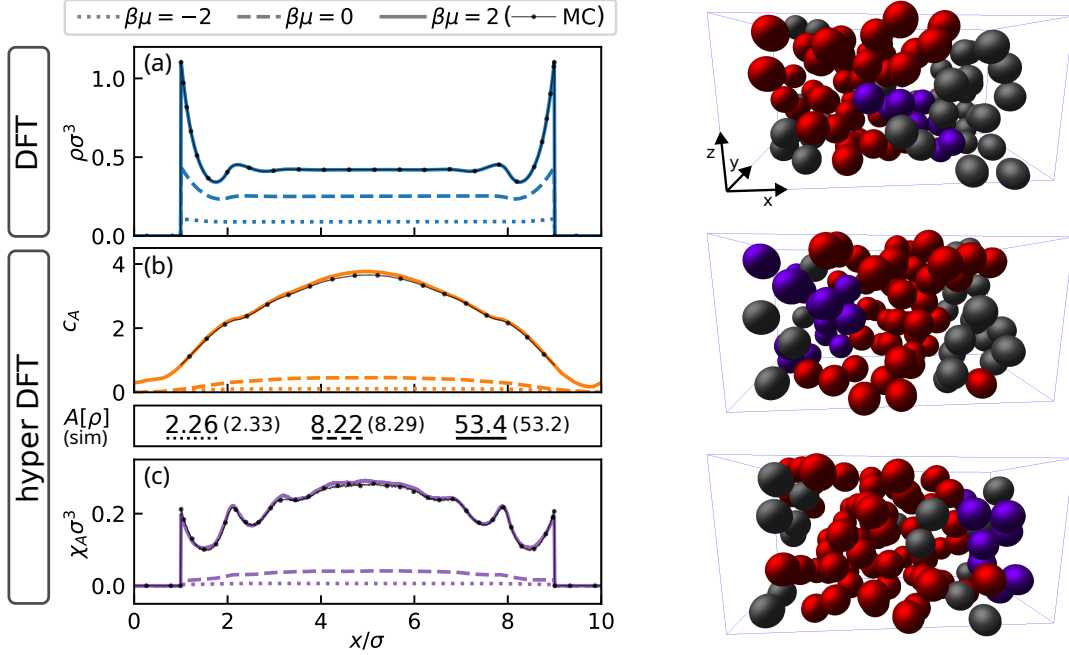 βμ = −2 βμ = 0 βμ = 2 ( MC)
DFT
(a)
ρσ³
1.0
0.5
0.0
hyper DFT
(b)
c_A
4
2
0
A[ρ] 2.26 (2.33) 8.22 (8.29) 53.4 (53.2)
(sim)
(c)
χ_Aσ³
0.2
0.0
0 2 4 6 8 10
x/σ
z
y
x